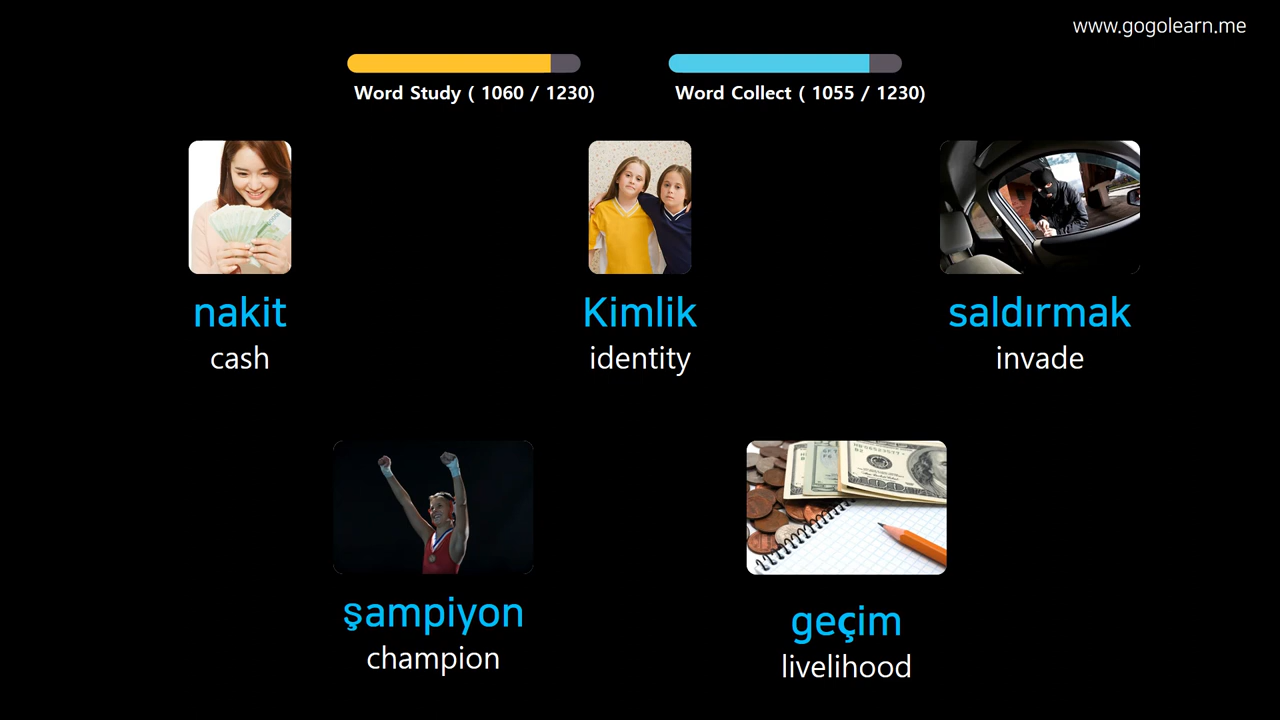 www.gogolearn.me
Word Study ( 1060 / 1230)
Word Collect ( 1055 / 1230)
nakit
cash
Kimlik
identity
saldırmak
invade
şampiyon
champion
geçim
livelihood